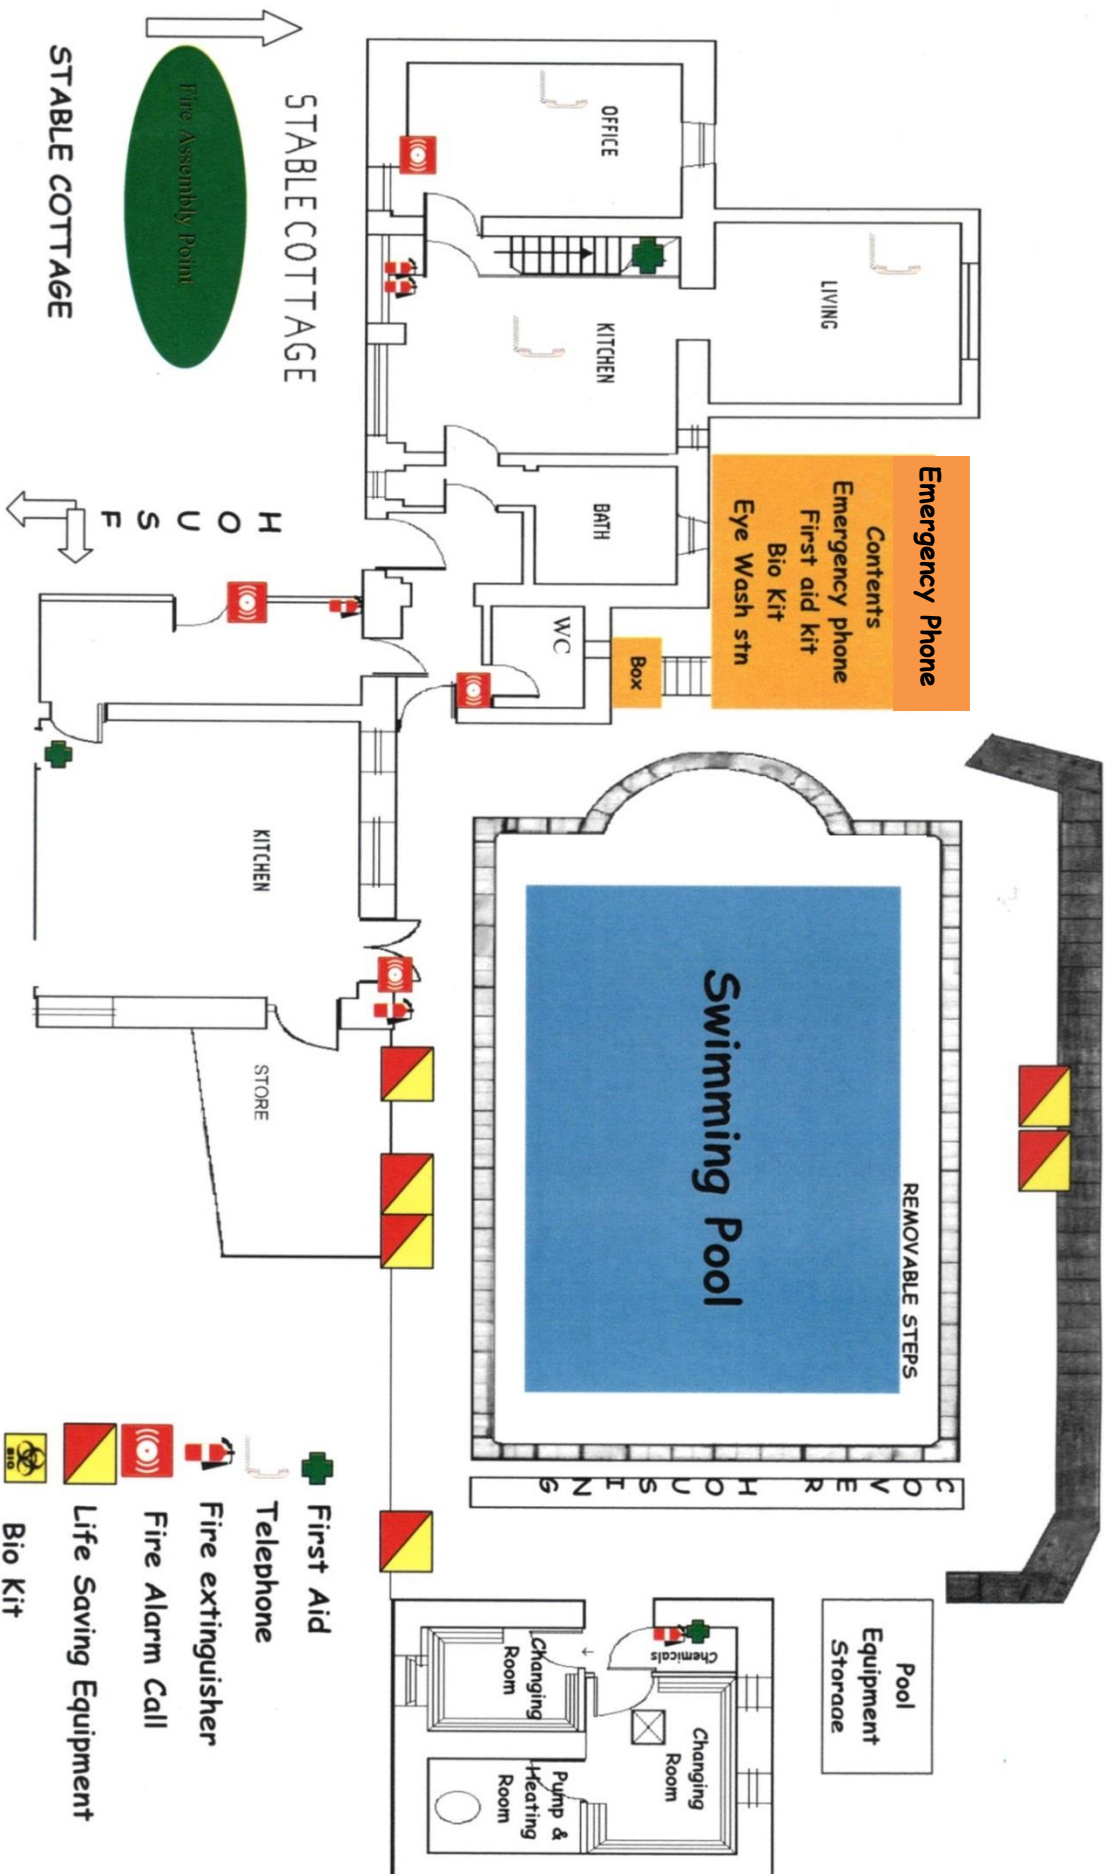 Emergency Phone
Contents
Emergency phone
First aid kit
Bio Kit
Eye Wash stn
Box
LIVING
OFFICE
KITCHEN
BATH
WC
STABLE COTTAGE
Fire Assembly Point
STABLE COTTAGE
HOUSF
KITCHEN
STORE
REMOVABLE STEPS
Swimming Pool
COVER HOUSING
Pool
Equipment
Storage
Chemicals
Changing
Room
Changing
Room
Pump &
Heating
Room
First Aid
Telephone
Fire extinguisher
Fire Alarm Call
Life Saving Equipment
BIO
Bio Kit